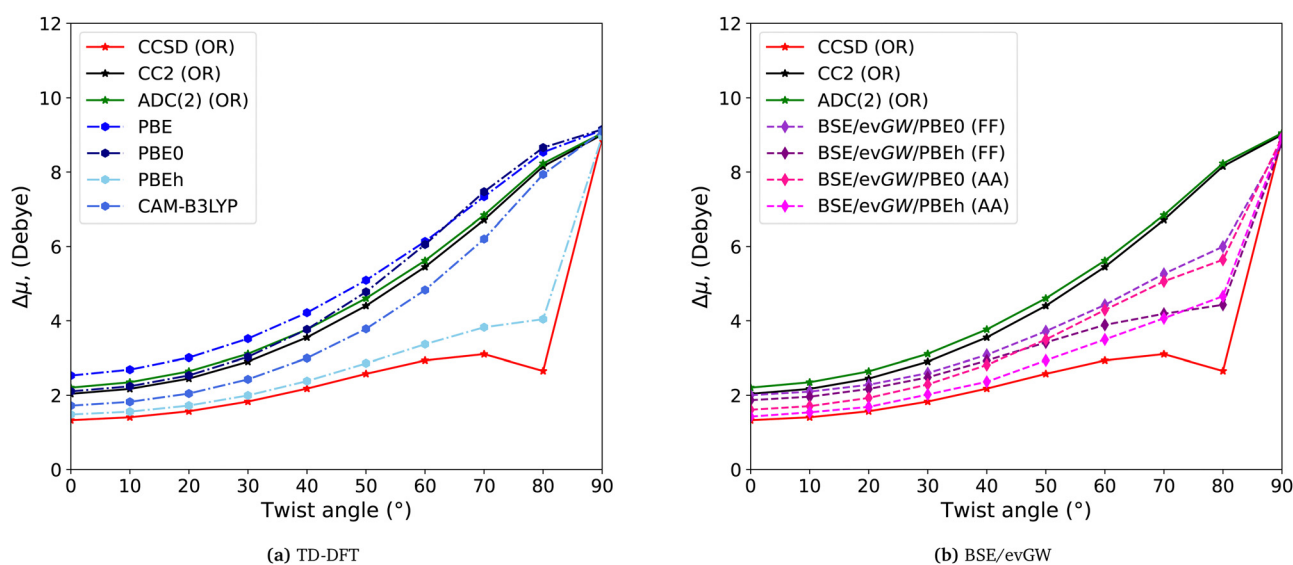 12
10
8
6
4
2
0
Δμ, (Debye)
CCSD (OR)
CC2 (OR)
ADC(2) (OR)
PBE
PBE0
PBEh
CAM-B3LYP
0 10 20 30 40 50 60 70 80 90
Twist angle (°)
(a) TD-DFT
12
10
8
6
4
2
0
Δμ, (Debye)
CCSD (OR)
CC2 (OR)
ADC(2) (OR)
BSE/evGW/PBE0 (FF)
BSE/evGW/PBEh (FF)
BSE/evGW/PBE0 (AA)
BSE/evGW/PBEh (AA)
0 10 20 30 40 50 60 70 80 90
Twist angle (°)
(b) BSE/evGW